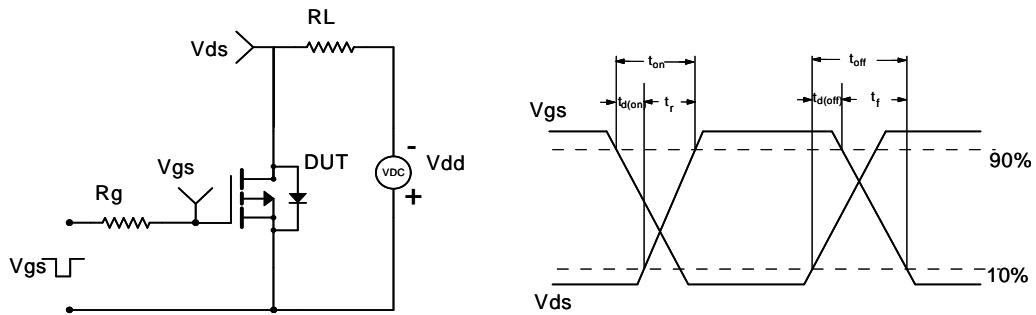 RL
Vds
Vgs
DUT
Rg
VDC
-
+
Vdd
Vgs
ton
toff
td(on)
tr
td(off)
tf
Vgs
90%
10%
Vds